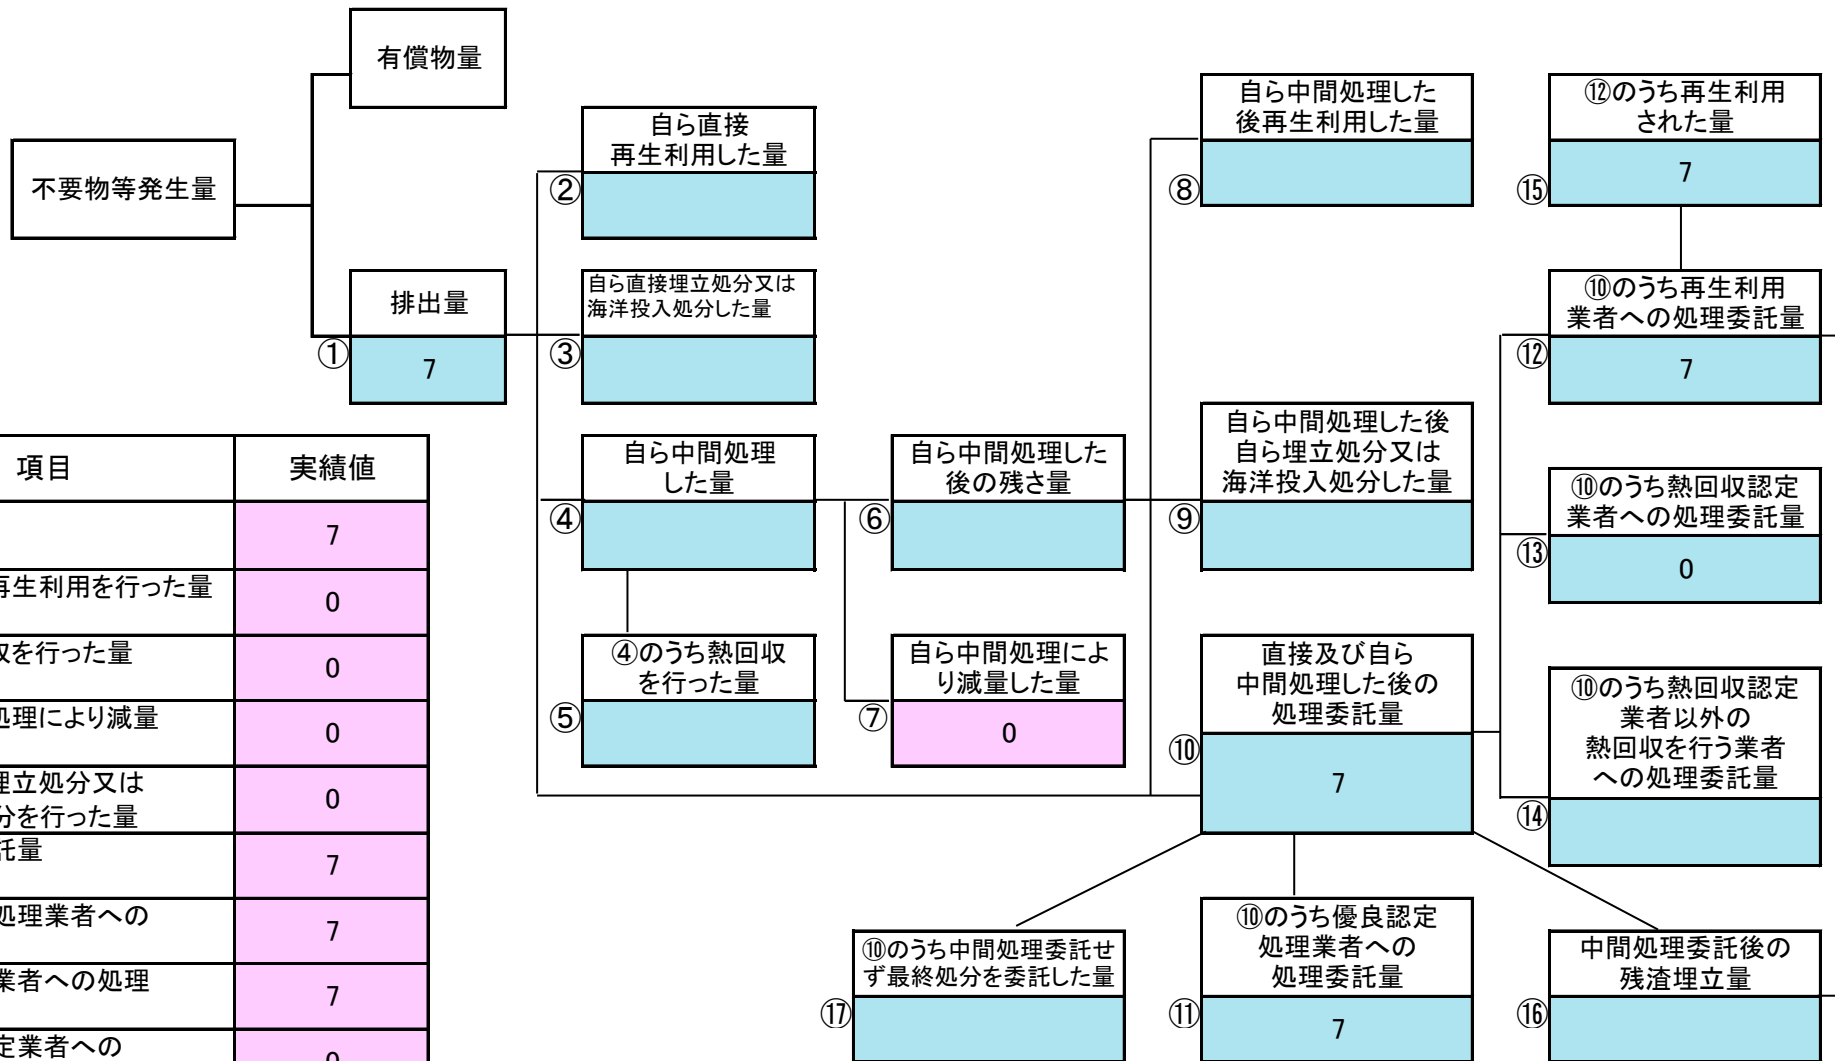 有償物量
不要物等発生量
排出量
①
7
自ら直接
再生利用した量
②
自ら直接埋立処分又は
海洋投入処分した量
③
自ら中間処理
した量
④
④のうち熱回収
を行った量
⑤
自ら中間処理した
後の残さ量
⑥
自ら中間処理によ
り減量した量
⑦
0
自ら中間処理した
後再生利用した量
⑧
自ら中間処理した後
自ら埋立処分又は
海洋投入処分した量
⑨
直接及び自ら
中間処理した後の
処理委託量
⑩
7
⑫のうち再生利用
された量
⑮
7
⑩のうち再生利用
業者への処理委託量
⑫
7
⑩のうち熱回収認定
業者への処理委託量
⑬
0
⑩のうち熱回収認定
業者以外の
熱回収を行う業者
への処理委託量
⑭
⑩のうち中間処理委託せ
ず最終処分を委託した量
⑰
⑩のうち優良認定
処理業者への
処理委託量
⑪
7
中間処理委託後の
残渣埋立量
⑯
項目 実績値
7
再生利用を行った量 0
を行った量 0
処理により減量 0
埋立処分又は
分を行った量 0
託量 7
処理業者への 7
業者への処理 7
定業者への 0